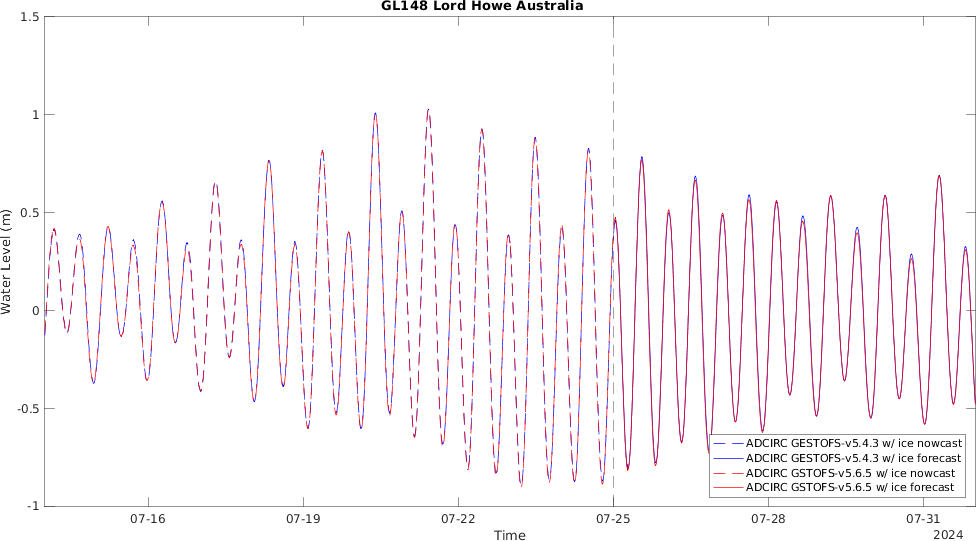 GL148 Lord Howe Australia
1.5
1
0.5
0
-0.5
-1
Water Level (m)
ADCIRC GESTOFS-v5.4.3 w/ ice nowcast
ADCIRC GESTOFS-v5.4.3 w/ ice forecast
ADCIRC GSTOFS-v5.6.5 w/ ice nowcast
ADCIRC GSTOFS-v5.6.5 w/ ice forecast
07-16 07-19 07-22 07-25 07-28 07-31
Time 2024